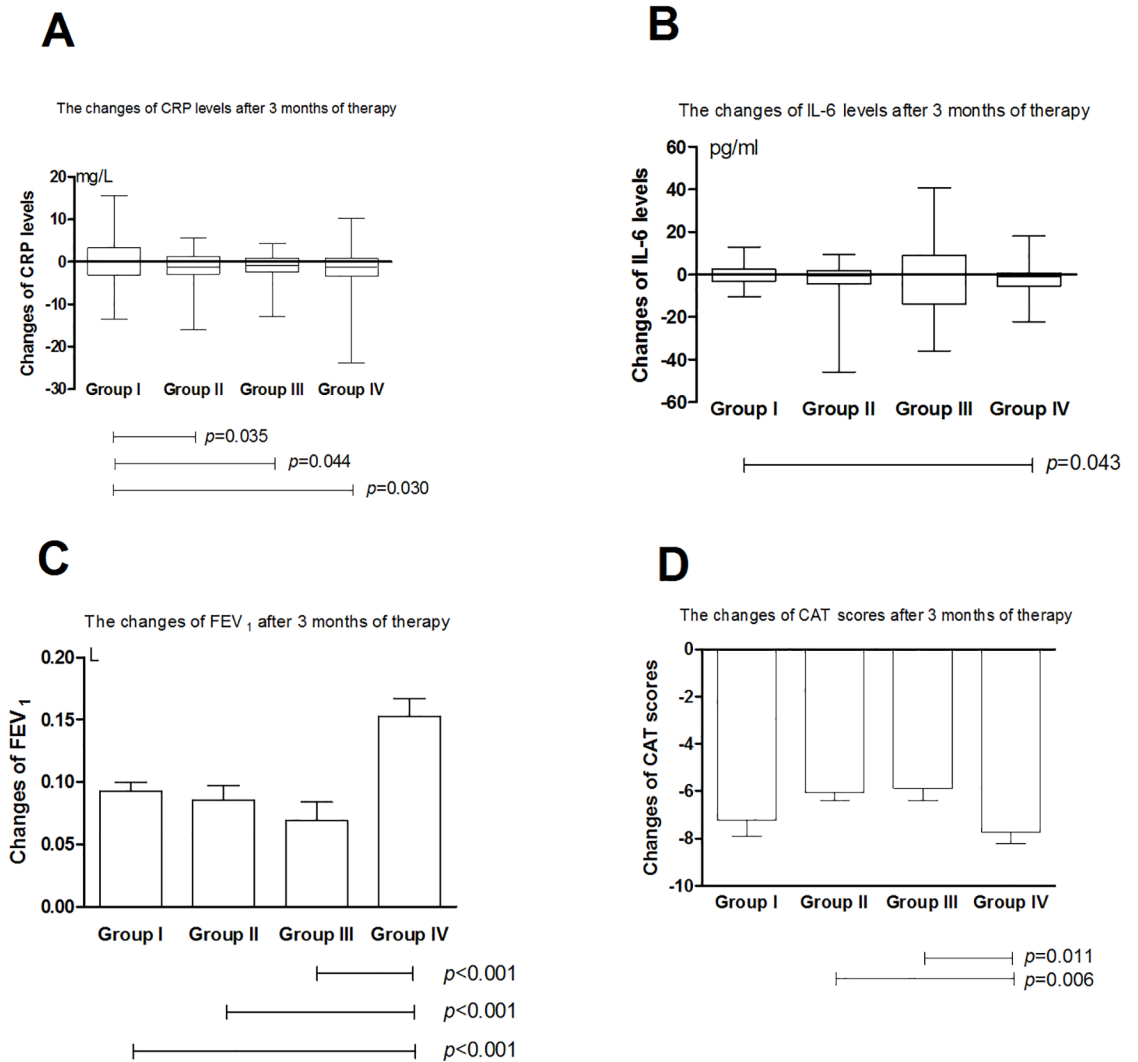 A
The changes of CRP levels after 3 months of therapy
mg/L
Changes of CRP levels
20
10
0
-10
-20
-30
Group I Group II Group III Group IV
p=0.035
p=0.044
p=0.030
B
The changes of IL-6 levels after 3 months of therapy
pg/ml
Changes of IL-6 levels
60
40
20
0
-20
-40
-60
Group I Group II Group III Group IV
p=0.043
C
The changes of FEV 1 after 3 months of therapy
L
Changes of FEV 1
0.20
0.15
0.10
0.05
0.00
Group I Group II Group III Group IV
p<0.001
p<0.001
p<0.001
D
The changes of CAT scores after 3 months of therapy
Changes of CAT scores
0
-2
-4
-6
-8
-10
Group I Group II Group III Group IV
p=0.011
p=0.006